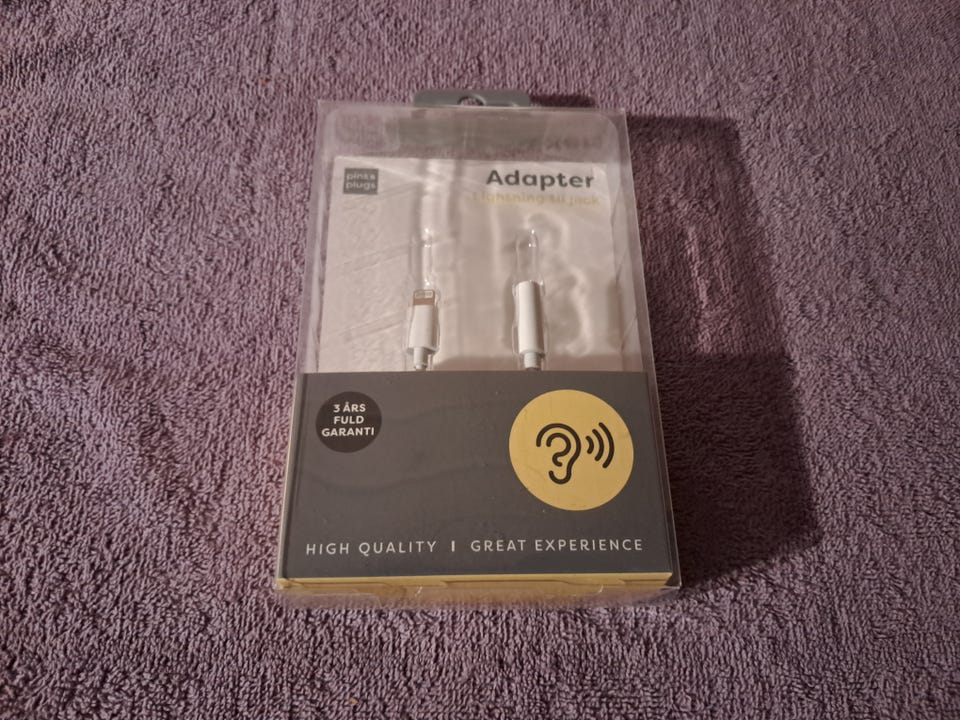 pins &
plugs
Adapter
Lightning til jack
3 ÅRS
FULD
GARANTI
HIGH QUALITY | GREAT EXPERIENCE